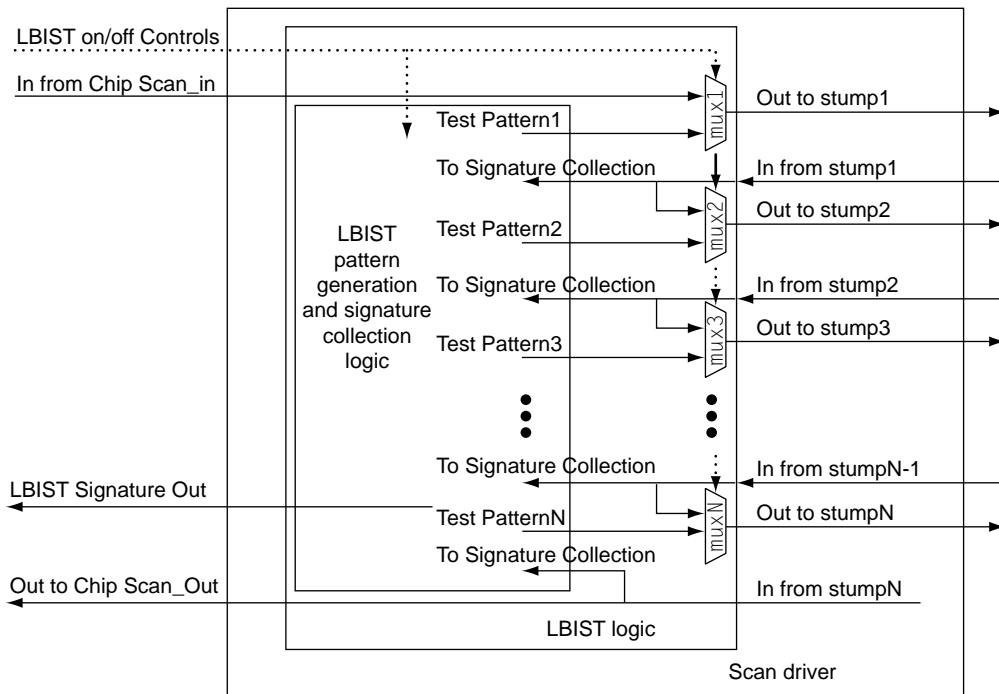 LBIST on/off Controls
In from Chip Scan_in
mux1
Out to stump1
Test Pattern1
To Signature Collection
In from stump1
mux2
Out to stump2
Test Pattern2
LBIST
pattern
generation
and signature
collection
logic
To Signature Collection
In from stump2
mux3
Out to stump3
Test Pattern3
To Signature Collection
In from stumpN-1
LBIST Signature Out
muxN
Out to stumpN
Test PatternN
To Signature Collection
Out to Chip Scan_Out
In from stumpN
LBIST logic
Scan driver